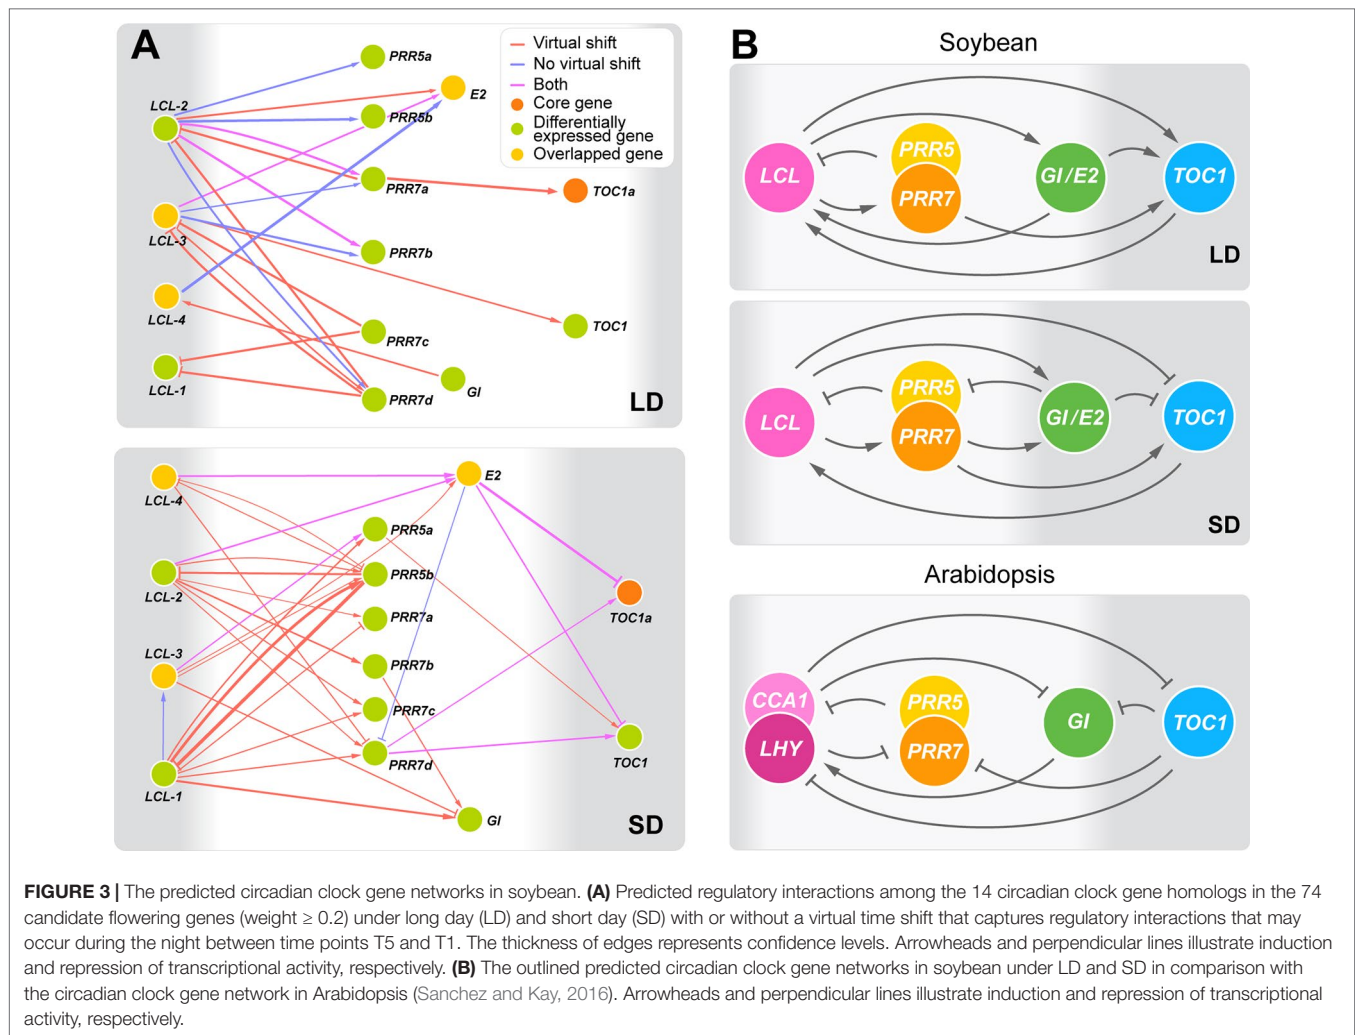 A
Virtual shift
No virtual shift
Both
Core gene
Differentially
expressed gene
Overlapped gene
PRR5a
LCL-2
E2
PRR5b
PRR7a
TOC1a
LCL-3
PRR7b
LCL-4
TOC1
PRR7c
LCL-1
GI
PRR7d
LD
E2
LCL-4
PRR5a
PRR5b
LCL-2
TOC1a
PRR7a
LCL-3
PRR7b
PRR7c
TOC1
PRR7d
LCL-1
GI
SD
B
Soybean
LCL
PRR5
PRR7
GI/E2
TOC1
LD
LCL
PRR5
PRR7
GI/E2
TOC1
SD
Arabidopsis
CCA1
LHY
PRR5
PRR7
GI
TOC1
FIGURE 3 | The predicted circadian clock gene networks in soybean. (A) Predicted regulatory interactions among the 14 circadian clock gene homologs in the 74
candidate flowering genes (weight ≥ 0.2) under long day (LD) and short day (SD) with or without a virtual time shift that captures regulatory interactions that may
occur during the night between time points T5 and T1. The thickness of edges represents confidence levels. Arrowheads and perpendicular lines illustrate induction
and repression of transcriptional activity, respectively. (B) The outlined predicted circadian clock gene networks in soybean under LD and SD in comparison with
the circadian clock gene network in Arabidopsis (Sanchez and Kay, 2016). Arrowheads and perpendicular lines illustrate induction and repression of transcriptional
activity, respectively.